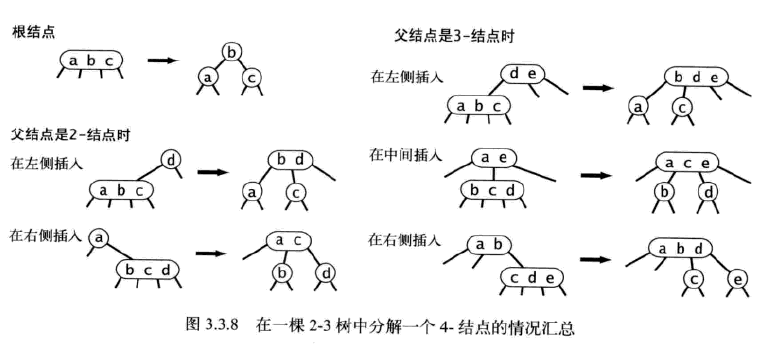 根结点
a b c
b
a
c
父结点是2-结点时
在左侧插入
d
a b c
b d
a
c
在右侧插入
a
b c d
a c
b
d
父结点是3-结点时
在左侧插入
d e
a b c
b d e
a
c
在中间插入
a e
b c d
a c e
b
d
在右侧插入
a b
c d e
a b d
c
e
图 3.3.8 在一棵 2-3 树中分解一个 4- 结点的情况汇总